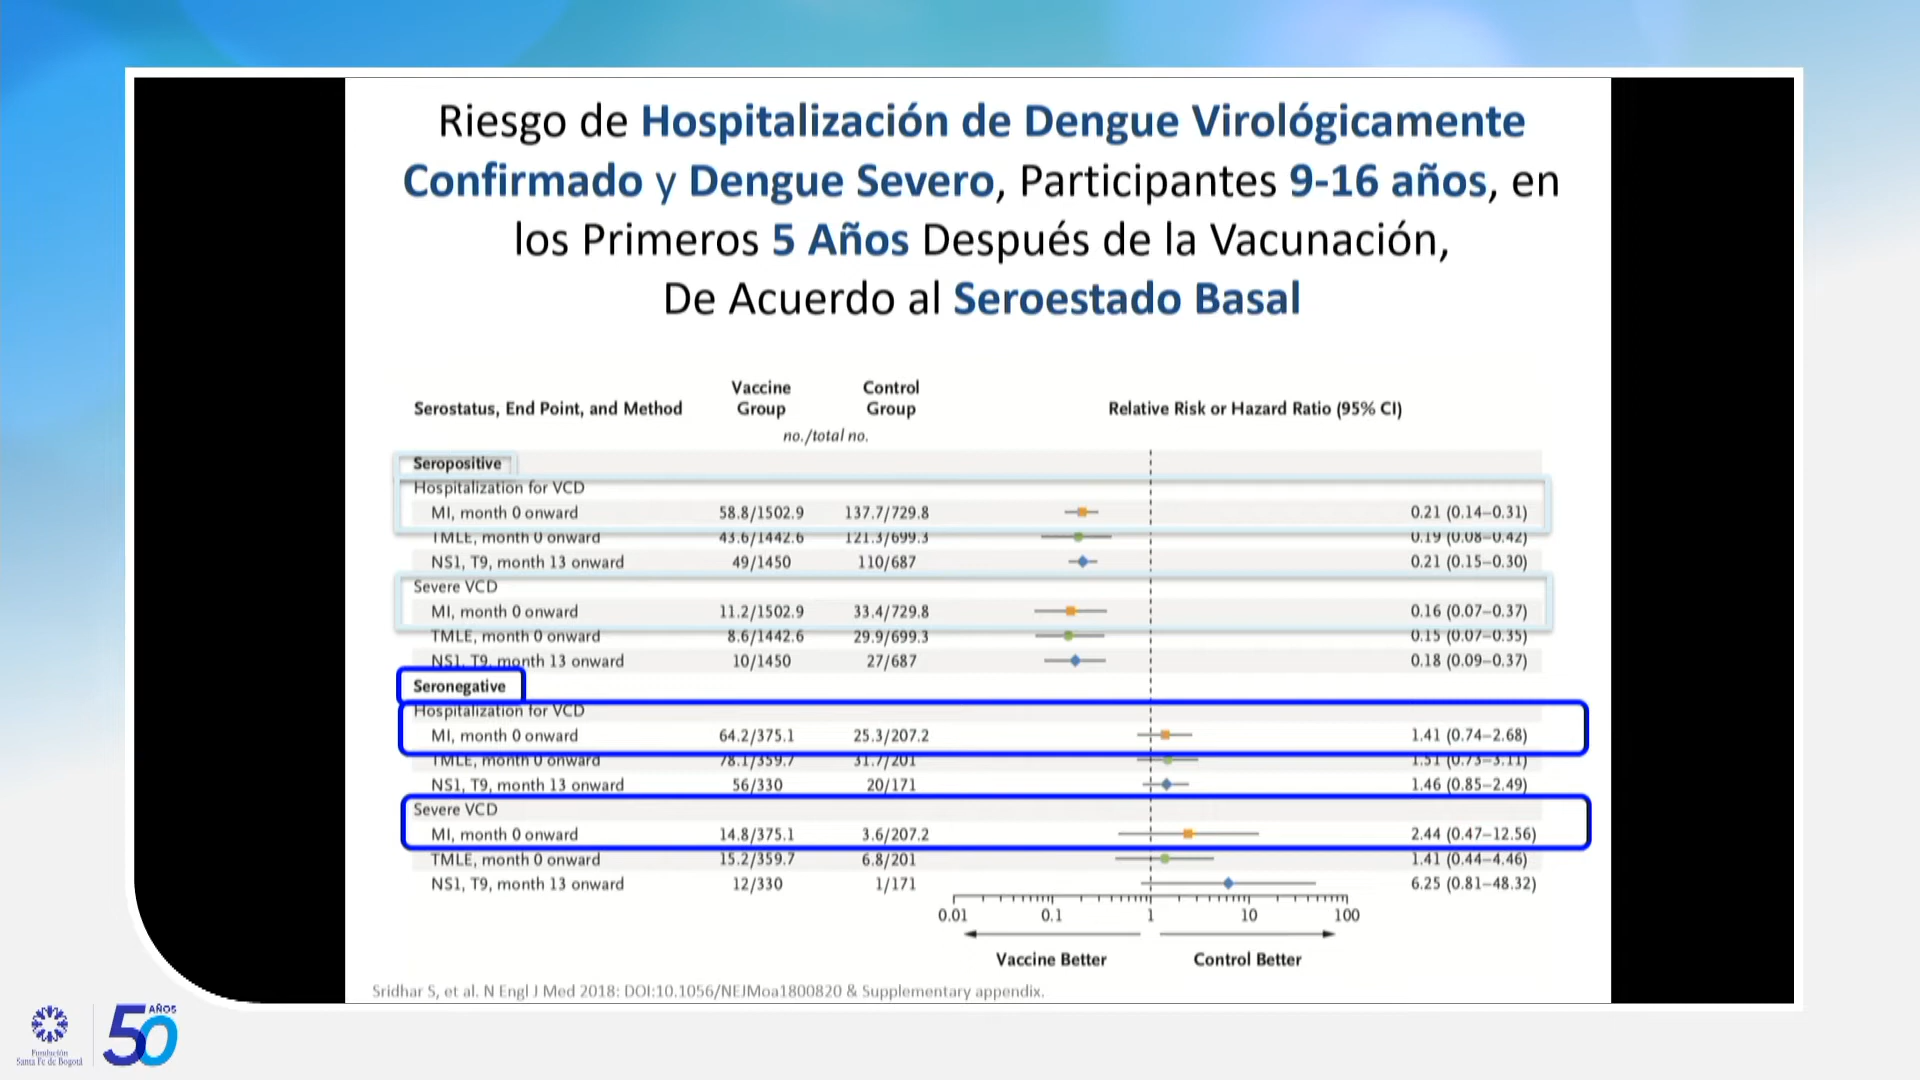 Riesgo de Hospitalización de Dengue Virológicamente
Confirmado y Dengue Severo, Participantes 9-16 años, en
los Primeros 5 Años Después de la Vacunación,
De Acuerdo al Seroestado Basal
Serostatus, End Point, and Method Vaccine Group Control Group Relative Risk or Hazard Ratio (95% CI)
no./total no.
Seropositive
Hospitalization for VCD
MI, month 0 onward 58.8/1502.9 137.7/729.8 0.21 (0.14–0.31)
TMLE, month 0 onward 43.6/1442.6 121.3/699.3 0.19 (0.08–0.42)
NS1, T9, month 13 onward 49/1450 110/687 0.21 (0.15–0.30)
Severe VCD
MI, month 0 onward 11.2/1502.9 33.4/729.8 0.16 (0.07–0.37)
TMLE, month 0 onward 8.6/1442.6 29.9/699.3 0.15 (0.07–0.35)
NS1, T9, month 13 onward 10/1450 27/687 0.18 (0.09–0.37)
Seronegative
Hospitalization for VCD
MI, month 0 onward 64.2/375.1 25.3/207.2 1.41 (0.74–2.68)
TMLE, month 0 onward 78.1/359.7 31.7/201 1.51 (0.73–3.11)
NS1, T9, month 13 onward 56/330 20/171 1.46 (0.85–2.49)
Severe VCD
MI, month 0 onward 14.8/375.1 3.6/207.2 2.44 (0.47–12.56)
TMLE, month 0 onward 15.2/359.7 6.8/201 1.41 (0.44–4.46)
NS1, T9, month 13 onward 12/330 1/171 6.25 (0.81–48.32)
0.01 0.1 1 10 100
Vaccine Better Control Better
Sridhar S, et al. N Engl J Med 2018: DOI:10.1056/NEJMoa1800820 & Supplementary appendix.
Fundación
Santa Fe de Bogotá
50 AÑOS